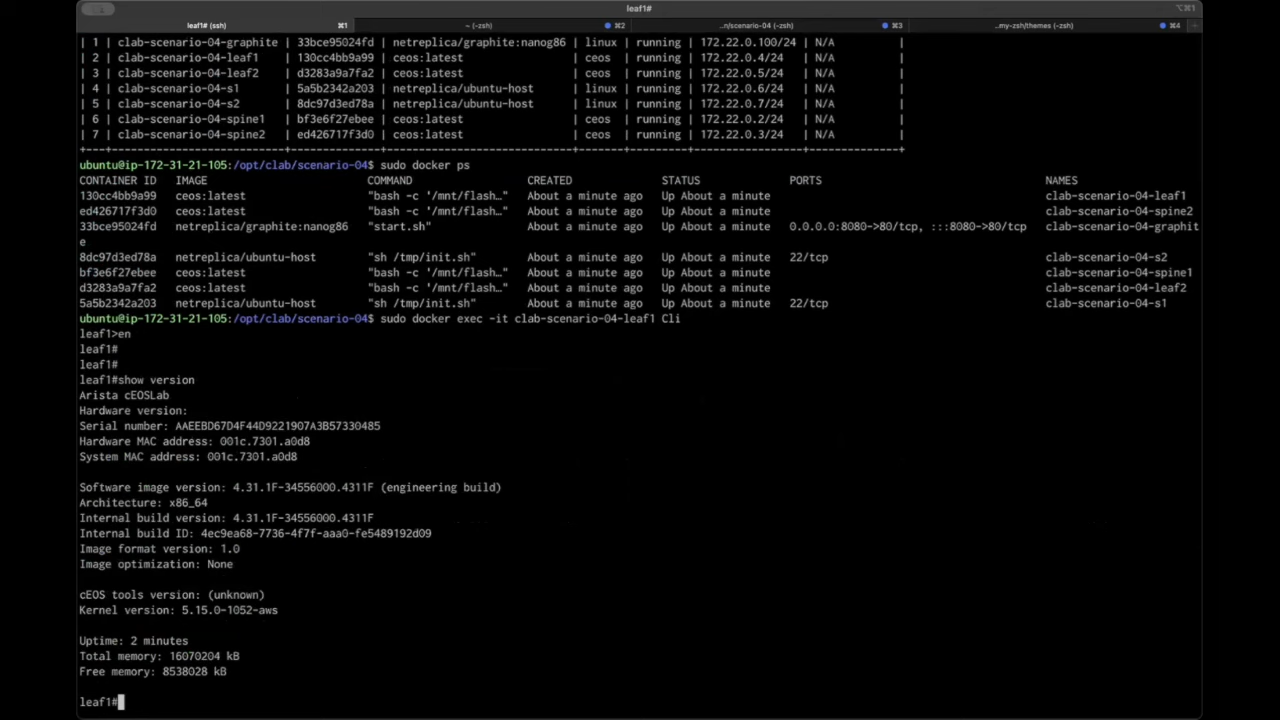 leaf1#
⌥⌘1
leaf1# (ssh) ⌘1 ~ (-zsh) ⌘2 ...n/scenario-04 (-zsh) ⌘3 ...my-zsh/themes (-zsh) ⌘4
| 1 | clab-scenario-04-graphite | 33bce95024fd | netreplica/graphite:nanog86 | linux | running | 172.22.0.100/24 | N/A |
| 2 | clab-scenario-04-leaf1 | 130cc4bb9a99 | ceos:latest | ceos | running | 172.22.0.4/24 | N/A |
| 3 | clab-scenario-04-leaf2 | d3283a9a7fa2 | ceos:latest | ceos | running | 172.22.0.5/24 | N/A |
| 4 | clab-scenario-04-s1 | 5a5b2342a203 | netreplica/ubuntu-host | linux | running | 172.22.0.6/24 | N/A |
| 5 | clab-scenario-04-s2 | 8dc97d3ed78a | netreplica/ubuntu-host | linux | running | 172.22.0.7/24 | N/A |
| 6 | clab-scenario-04-spine1 | bf3e6f27ebee | ceos:latest | ceos | running | 172.22.0.2/24 | N/A |
| 7 | clab-scenario-04-spine2 | ed426717f3d0 | ceos:latest | ceos | running | 172.22.0.3/24 | N/A |
+---+---------------------------+--------------+-----------------------------+-------+---------+-----------------+--------------+
ubuntu@ip-172-31-21-105:/opt/clab/scenario-04$ sudo docker ps
CONTAINER ID IMAGE COMMAND CREATED STATUS PORTS NAMES
130cc4bb9a99 ceos:latest "bash -c '/mnt/flash…" About a minute ago Up About a minute clab-scenario-04-leaf1
ed426717f3d0 ceos:latest "bash -c '/mnt/flash…" About a minute ago Up About a minute clab-scenario-04-spine2
33bce95024fd netreplica/graphite:nanog86 "start.sh" About a minute ago Up About a minute 0.0.0.0:8080->80/tcp, :::8080->80/tcp clab-scenario-04-graphit
e
8dc97d3ed78a netreplica/ubuntu-host "sh /tmp/init.sh" About a minute ago Up About a minute 22/tcp clab-scenario-04-s2
bf3e6f27ebee ceos:latest "bash -c '/mnt/flash…" About a minute ago Up About a minute clab-scenario-04-spine1
d3283a9a7fa2 ceos:latest "bash -c '/mnt/flash…" About a minute ago Up About a minute clab-scenario-04-leaf2
5a5b2342a203 netreplica/ubuntu-host "sh /tmp/init.sh" About a minute ago Up About a minute 22/tcp clab-scenario-04-s1
ubuntu@ip-172-31-21-105:/opt/clab/scenario-04$ sudo docker exec -it clab-scenario-04-leaf1 Cli
leaf1>en
leaf1#
leaf1#
leaf1#show version
Arista cEOSLab
Hardware version:
Serial number: AAEEBD67D4F44D9221907A3B57330485
Hardware MAC address: 001c.7301.a0d8
System MAC address: 001c.7301.a0d8
Software image version: 4.31.1F-34556000.4311F (engineering build)
Architecture: x86_64
Internal build version: 4.31.1F-34556000.4311F
Internal build ID: 4ec9ea68-7736-4f7f-aaa0-fe5489192d09
Image format version: 1.0
Image optimization: None
cEOS tools version: (unknown)
Kernel version: 5.15.0-1052-aws
Uptime: 2 minutes
Total memory: 16070204 kB
Free memory: 8538028 kB
leaf1#